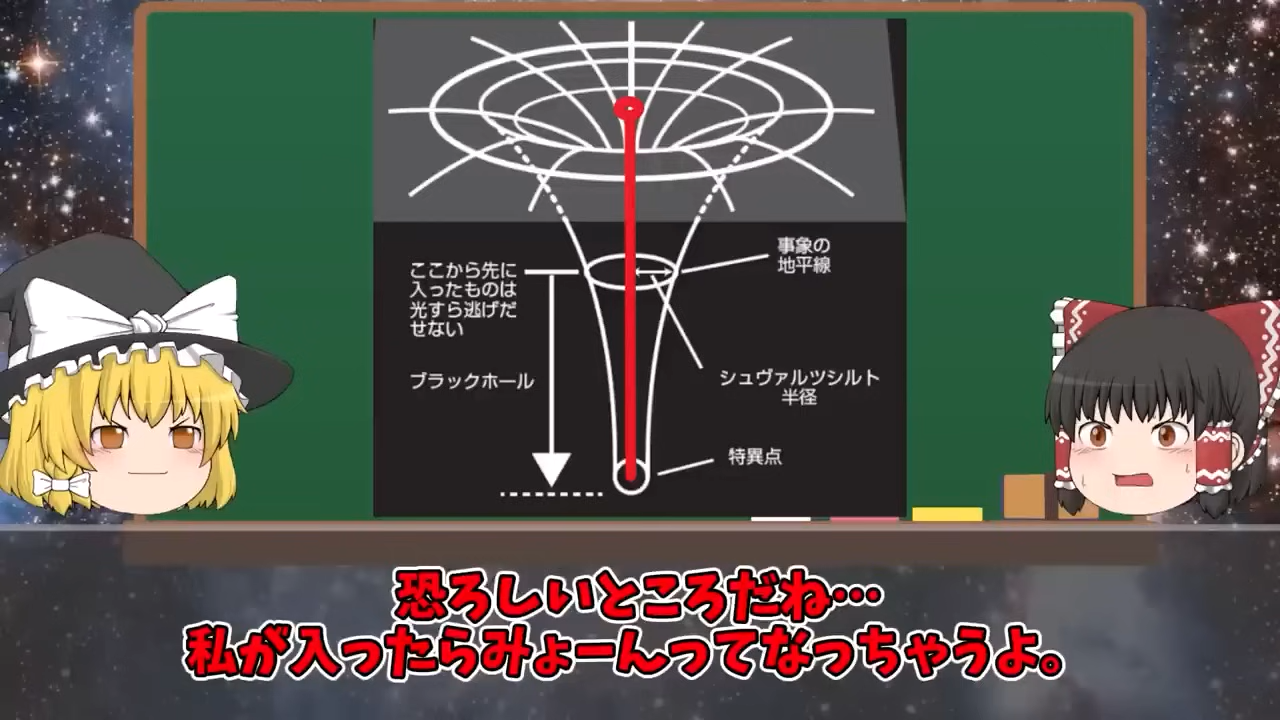 事象の
地平線
ここから先に
入ったものは
光すら逃げだ
せない
ブラックホール
シュヴァルツシルト
半径
特異点
恐ろしいところだね…
私が入ったらみょーんってなっちゃうよ。